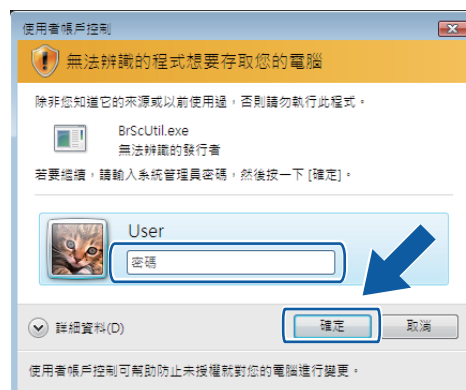 使用者帳戶控制
無法辨識的程式想要存取您的電腦
除非您知道它的來源或以前使用過，否則請勿執行此程式。
BrScUtil.exe
無法辨識的發行者
若要繼續，請輸入系統管理員密碼，然後按一下 [確定]。
User
密碼
詳細資料(D)
確定
取消
使用者帳戶控制可幫助防止未授權就對您的電腦進行變更。